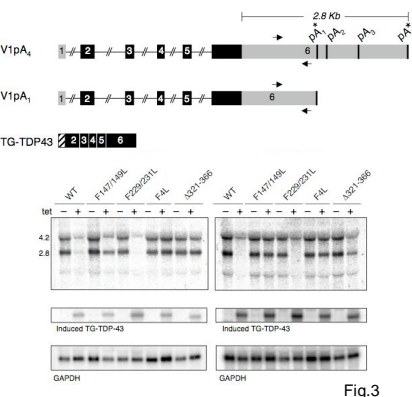 2.8 Kb
* *
pA1 pA2 pA3 pA4
V1pA4 1 2 3 4 5 6
V1pA1 1 2 3 4 5 6
TG-TDP43 2 3 4 5 6
WT F147/149L F229/231L F4L Δ321-366 WT F147/149L F229/231L F4L Δ321-366
tet − + − + − + − + − + − + − + − + − + − +
4.2
2.8
Induced TG-TDP-43 Induced TG-TDP-43
GAPDH GAPDH
Fig.3